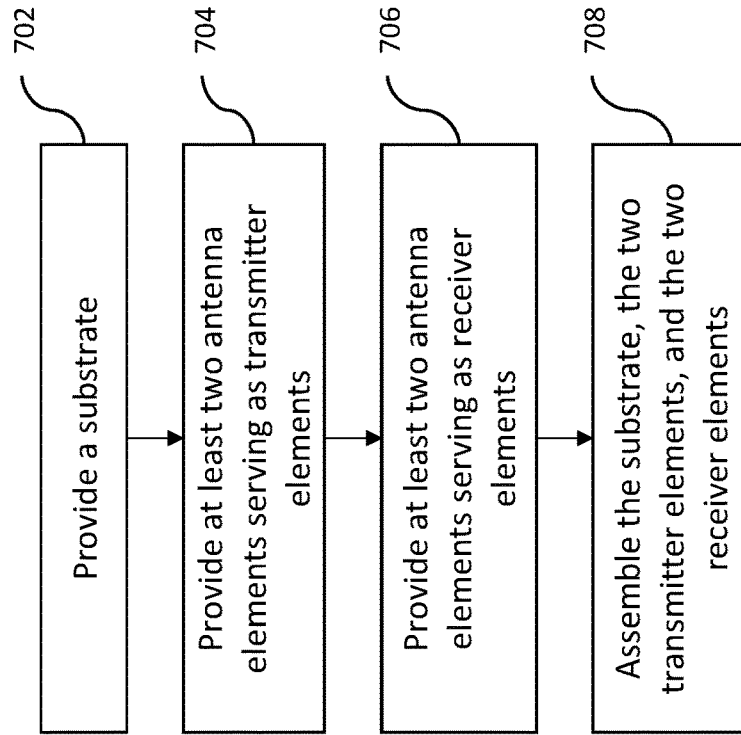 702
Provide a substrate
704
Provide at least two antenna
elements serving as transmitter
elements
706
Provide at least two antenna
elements serving as receiver
elements
708
Assemble the substrate, the two
transmitter elements, and the two
receiver elements